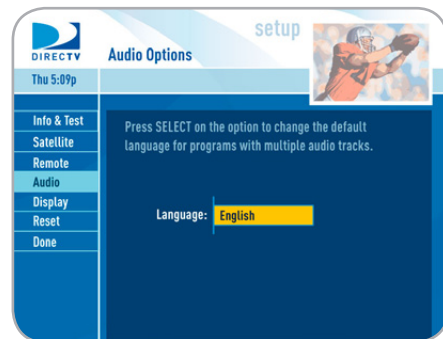 setup
DIRECTV
Audio Options
Thu 5:09p
Info & Test
Satellite
Remote
Audio
Display
Reset
Done
Press SELECT on the option to change the default
language for programs with multiple audio tracks.
Language: English